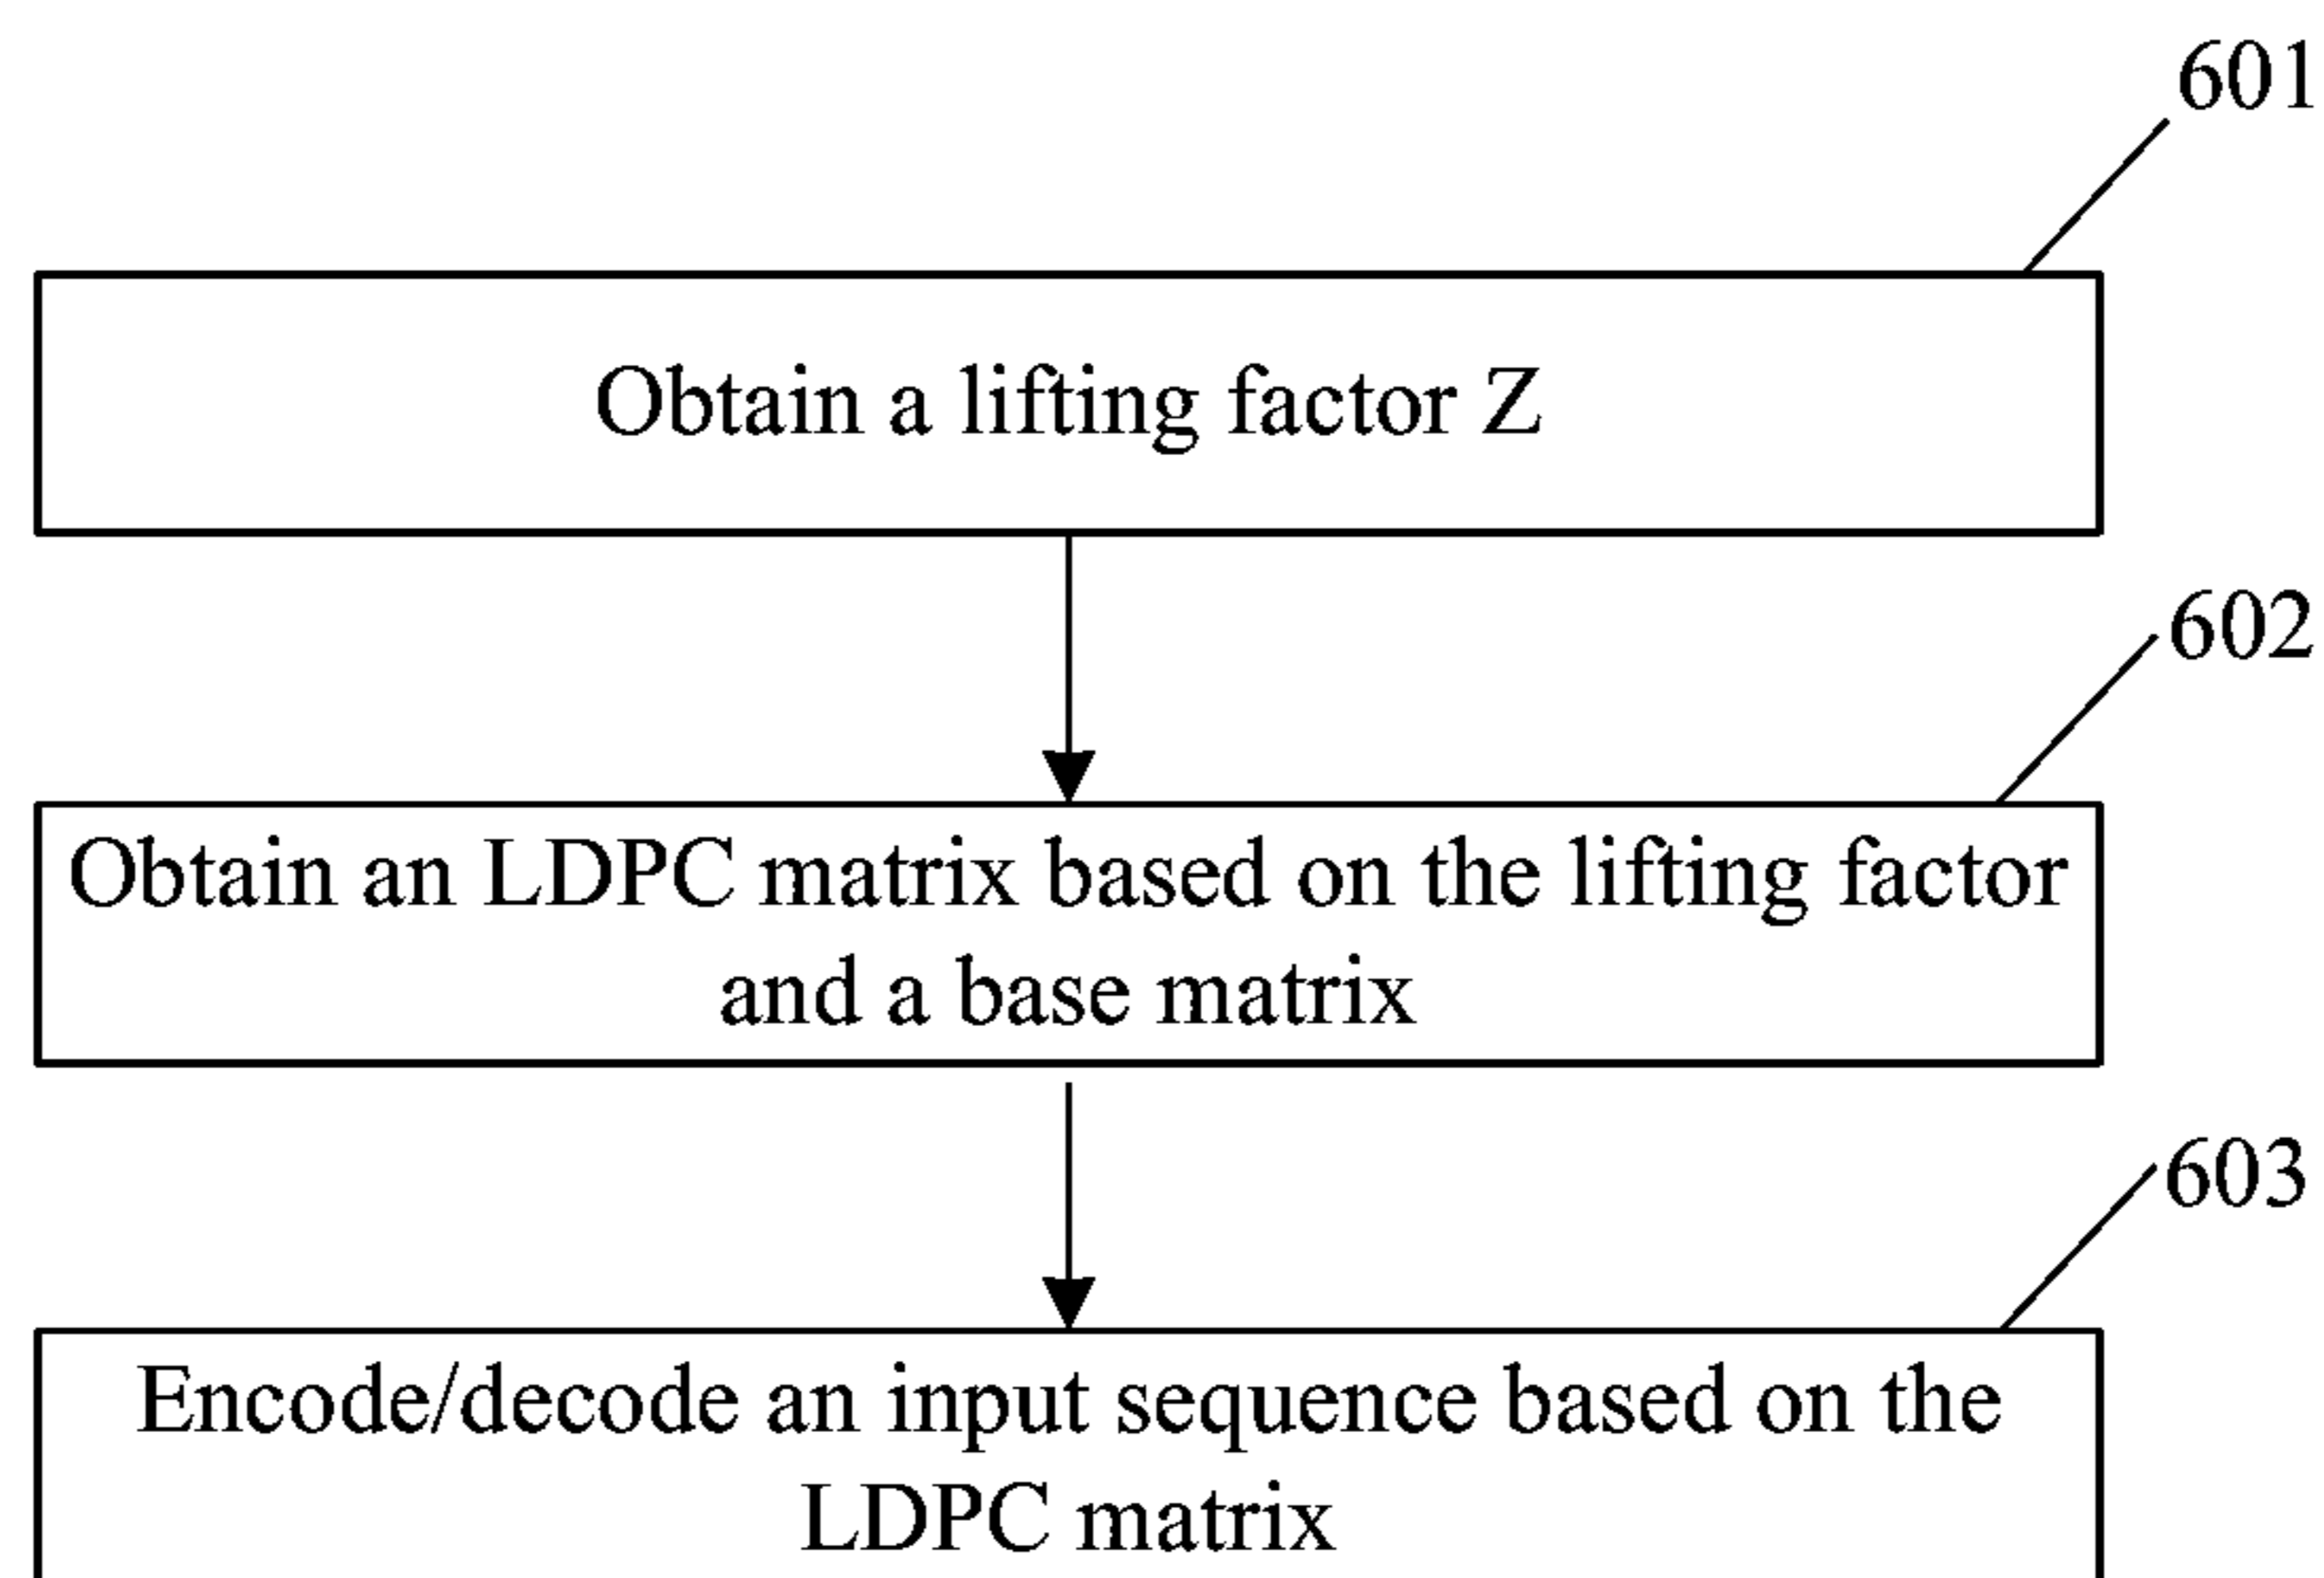 601
Obtain a lifting factor Z
602
Obtain an LDPC matrix based on the lifting factor
and a base matrix
603
Encode/decode an input sequence based on the
LDPC matrix